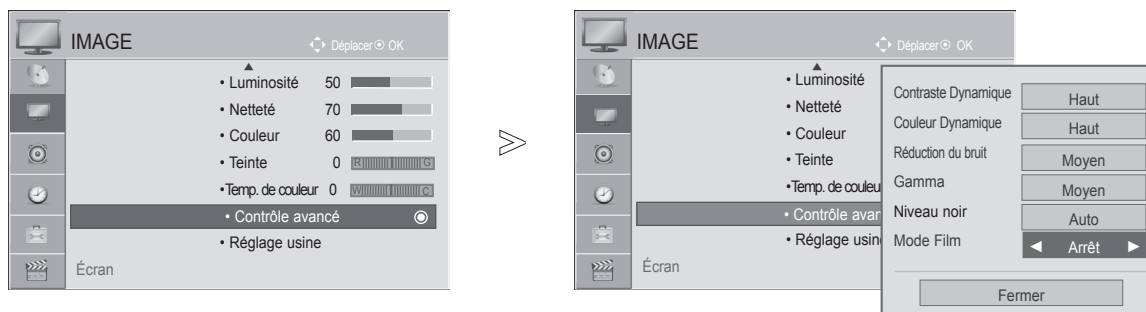 IMAGE
Déplacer OK
• Luminosité 50
• Netteté 70
• Couleur 60
• Teinte 0 R G
•Temp. de couleur 0 W C
• Contrôle avancé
• Réglage usine
Écran
>>
IMAGE
Déplacer OK
• Luminosité
• Netteté
• Couleur
• Teinte
•Temp. de couleu
• Contrôle avar
• Réglage usin
Écran
Contraste Dynamique Haut
Couleur Dynamique Haut
Réduction du bruit Moyen
Gamma Moyen
Niveau noir Auto
Mode Film ◄ Arrêt ►
Fermer